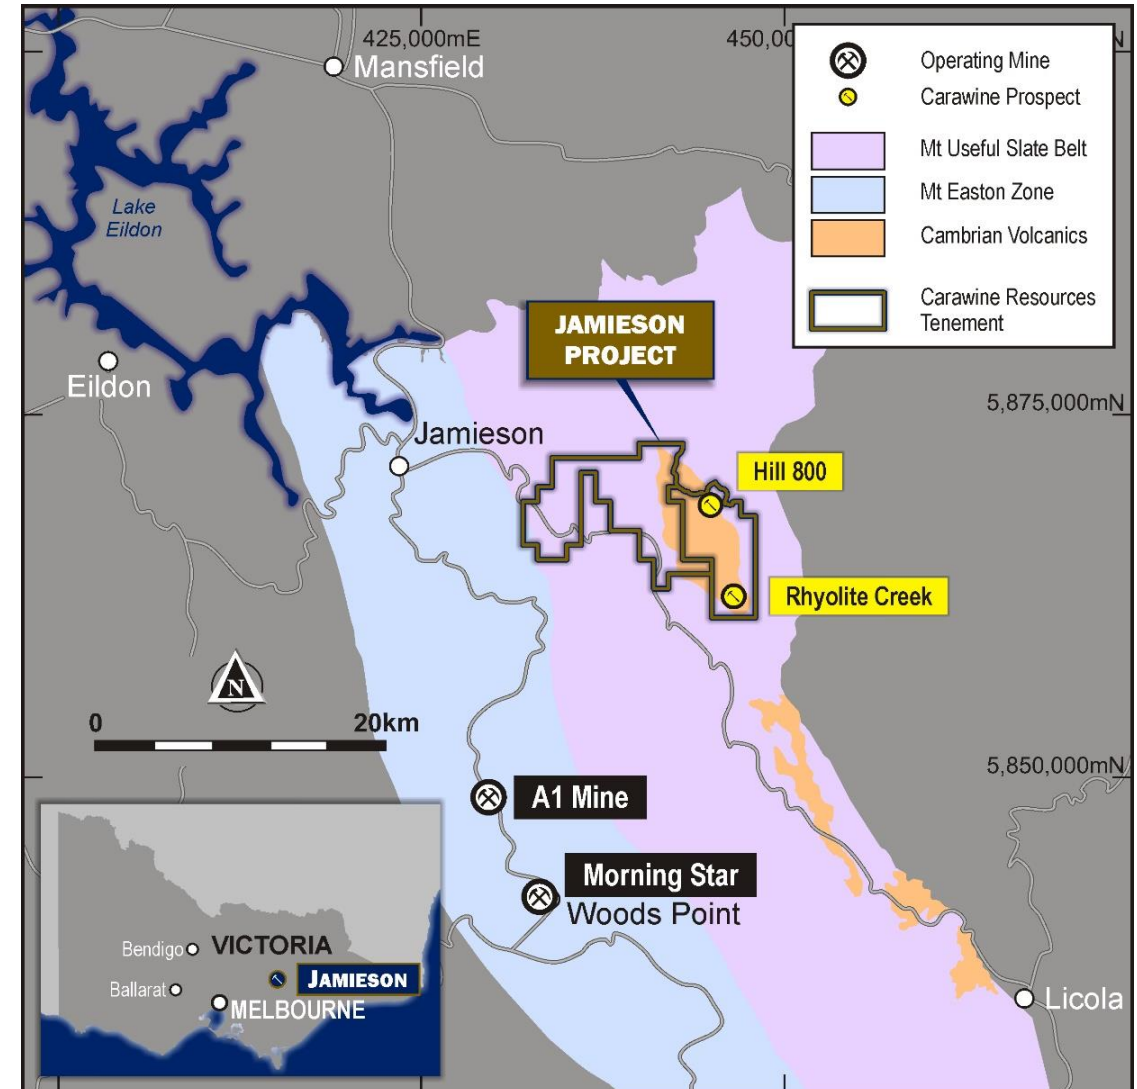 425,000mE
450,00
N
Mansfield
Operating Mine
Carawine Prospect
Mt Useful Slate Belt
Mt Easton Zone
Cambrian Volcanics
Carawine Resources
Tenement
Lake
Eildon
JAMIESON
PROJECT
Eildon
5,875,000mN
Jamieson
Hill 800
Rhyolite Creek
N
0
20km
5,850,000mN
A1 Mine
Morning Star
Woods Point
Bendigo
VICTORIA
JAMIESON
Ballarat
MELBOURNE
Licola